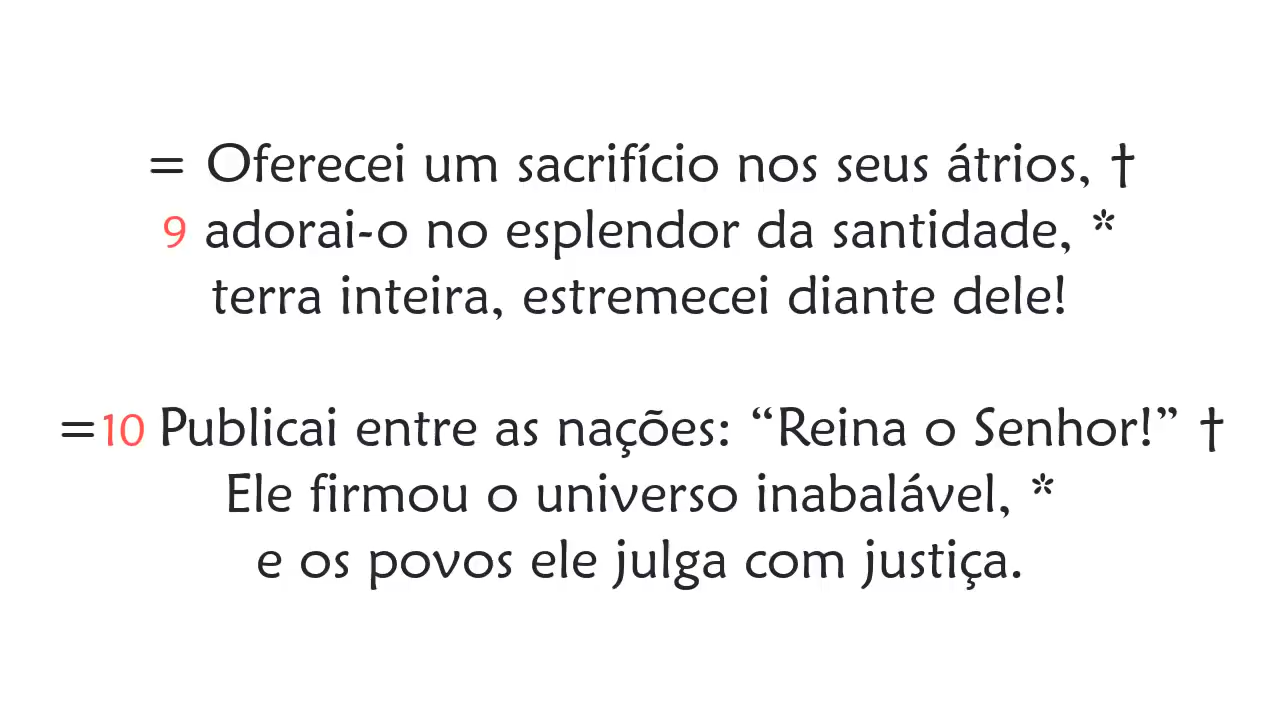 = Oferecei um sacrifício nos seus átrios, †
9 adorai-o no esplendor da santidade, *
terra inteira, estremecei diante dele!
=10 Publicai entre as nações: “Reina o Senhor!” †
Ele firmou o universo inabalável, *
e os povos ele julga com justiça.